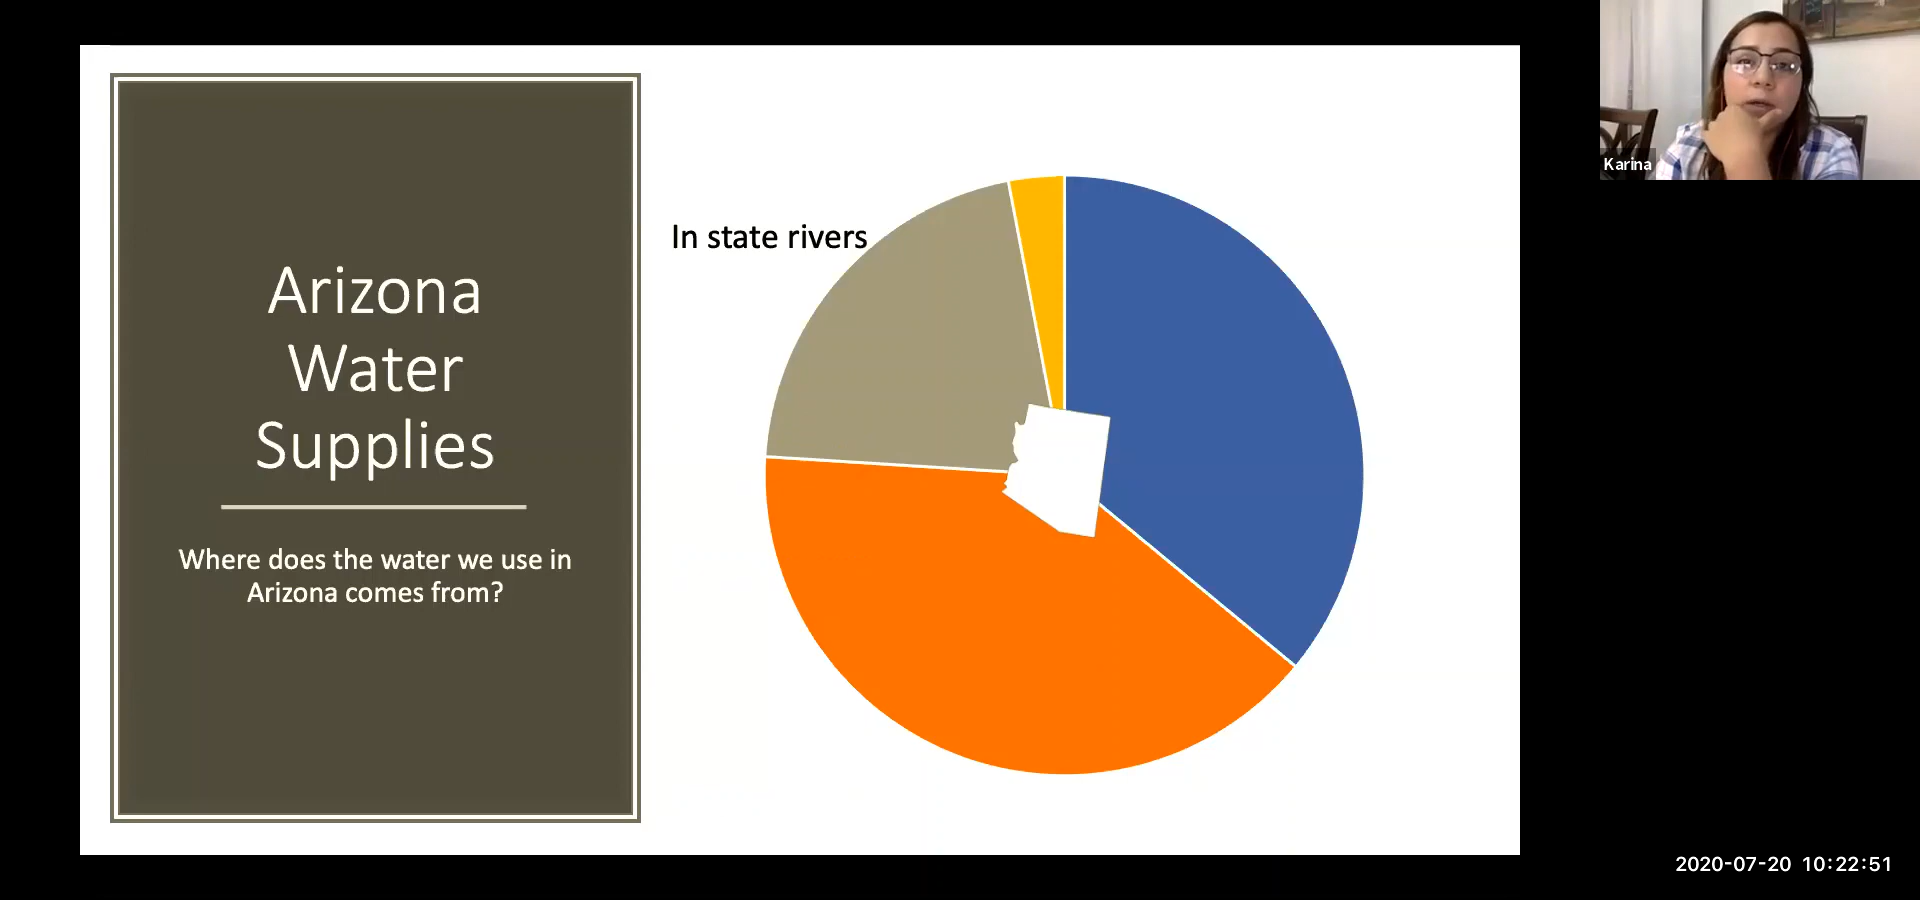 Arizona
Water
Supplies
Where does the water we use in
Arizona comes from?
In state rivers
Karina
2020-07-20 10:22:51